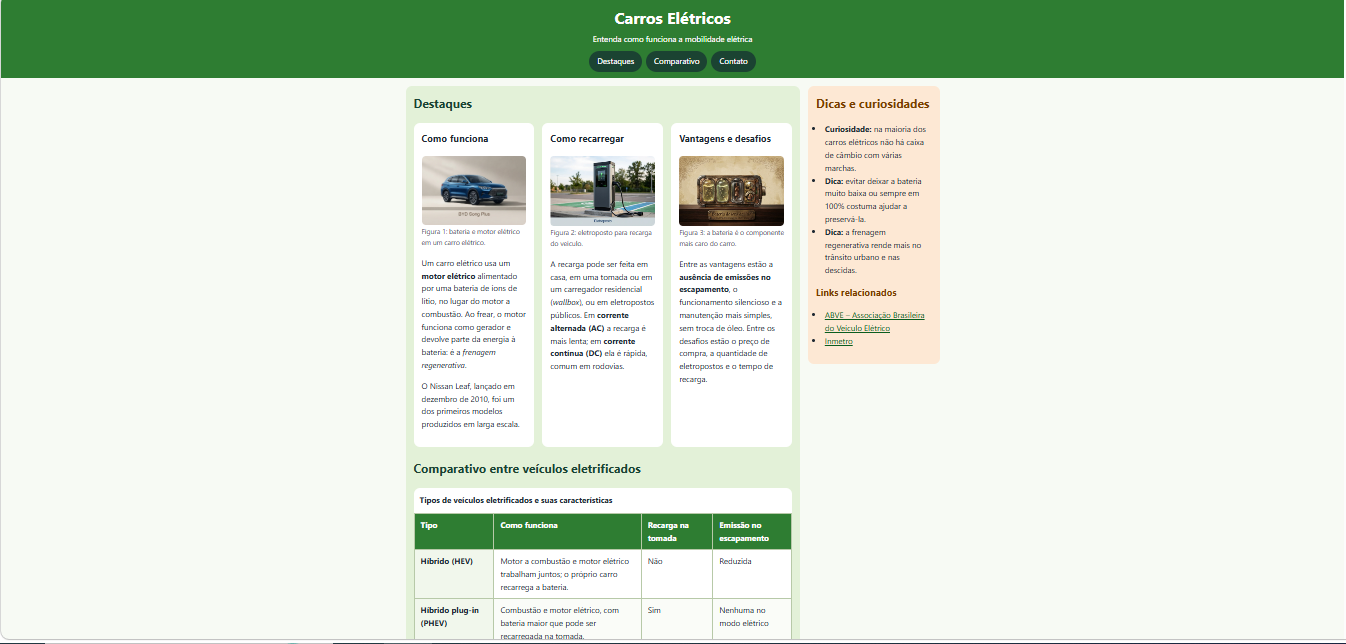 Carros Elétricos
Entenda como funciona a mobilidade elétrica
Destaques
Comparativo
Contato
Destaques
Como funciona
BYD Song Plus
Figura 1: bateria e motor elétrico
em um carro elétrico.
Um carro elétrico usa um
motor elétrico alimentado
por uma bateria de íons de
lítio, no lugar do motor a
combustão. Ao frear, o motor
funciona como gerador e
devolve parte da energia à
bateria: é a frenagem
regenerativa.
O Nissan Leaf, lançado em
dezembro de 2010, foi um
dos primeiros modelos
produzidos em larga escala.
Como recarregar
Figura 2: eletroposto para recarga
do veículo.
A recarga pode ser feita em
casa, em uma tomada ou em
um carregador residencial
(wallbox), ou em eletropostos
públicos. Em corrente
alternada (AC) a recarga é
mais lenta; em corrente
contínua (DC) ela é rápida,
comum em rodovias.
Vantagens e desafios
Figura 3: a bateria é o componente
mais caro do carro.
Entre as vantagens estão a
ausência de emissões no
escapamento, o
funcionamento silencioso e a
manutenção mais simples,
sem troca de óleo. Entre os
desafios estão o preço de
compra, a quantidade de
eletropostos e o tempo de
recarga.
Comparativo entre veículos eletrificados
Tipos de veículos eletrificados e suas características
Tipo
Como funciona
Recarga na
tomada
Emissão no
escapamento
Híbrido (HEV)
Motor a combustão e motor elétrico
trabalham juntos; o próprio carro
recarrega a bateria.
Não
Reduzida
Híbrido plug-in
(PHEV)
Combustão e motor elétrico, com
bateria maior que pode ser
recarregada na tomada.
Sim
Nenhuma no
modo elétrico
Dicas e curiosidades
Curiosidade: na maioria dos
carros elétricos não há caixa
de câmbio com várias
marchas.
Dica: evitar deixar a bateria
muito baixa ou sempre em
100% costuma ajudar a
preservá-la.
Dica: a frenagem
regenerativa rende mais no
trânsito urbano e nas
descidas.
Links relacionados
ABVE – Associação Brasileira
do Veículo Elétrico
Inmetro